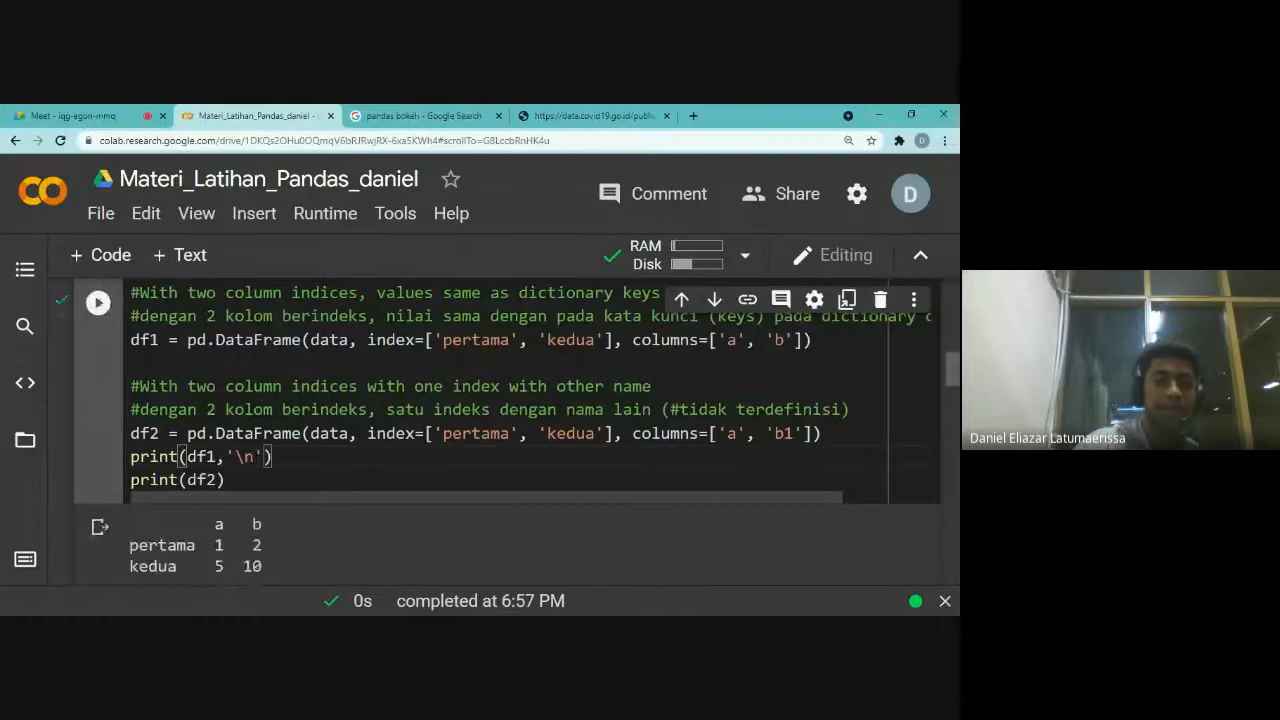 Meet - iqg-egon-mmq
Materi_Latihan_Pandas_daniel -
pandas bokeh - Google Search
https://data.covid19.go.id/public
colab.research.google.com/drive/1DKQs2OHu0OQmqV6bRJRwjRX-6xa5KWh4#scrollTo=G8LccbRnHK4u
D
Materi_Latihan_Pandas_daniel
Comment
Share
D
File Edit View Insert Runtime Tools Help
+ Code + Text
RAM
Disk
Editing
#With two column indices, values same as dictionary keys
#dengan 2 kolom berindeks, nilai sama dengan pada kata kunci (keys) pada dictionary
df1 = pd.DataFrame(data, index=['pertama', 'kedua'], columns=['a', 'b'])
#With two column indices with one index with other name
#dengan 2 kolom berindeks, satu indeks dengan nama lain (#tidak terdefinisi)
df2 = pd.DataFrame(data, index=['pertama', 'kedua'], columns=['a', 'b1'])
print(df1,'\n')
print(df2)
a b
pertama 1 2
kedua 5 10
0s completed at 6:57 PM
Daniel Eliazar Latumaerissa